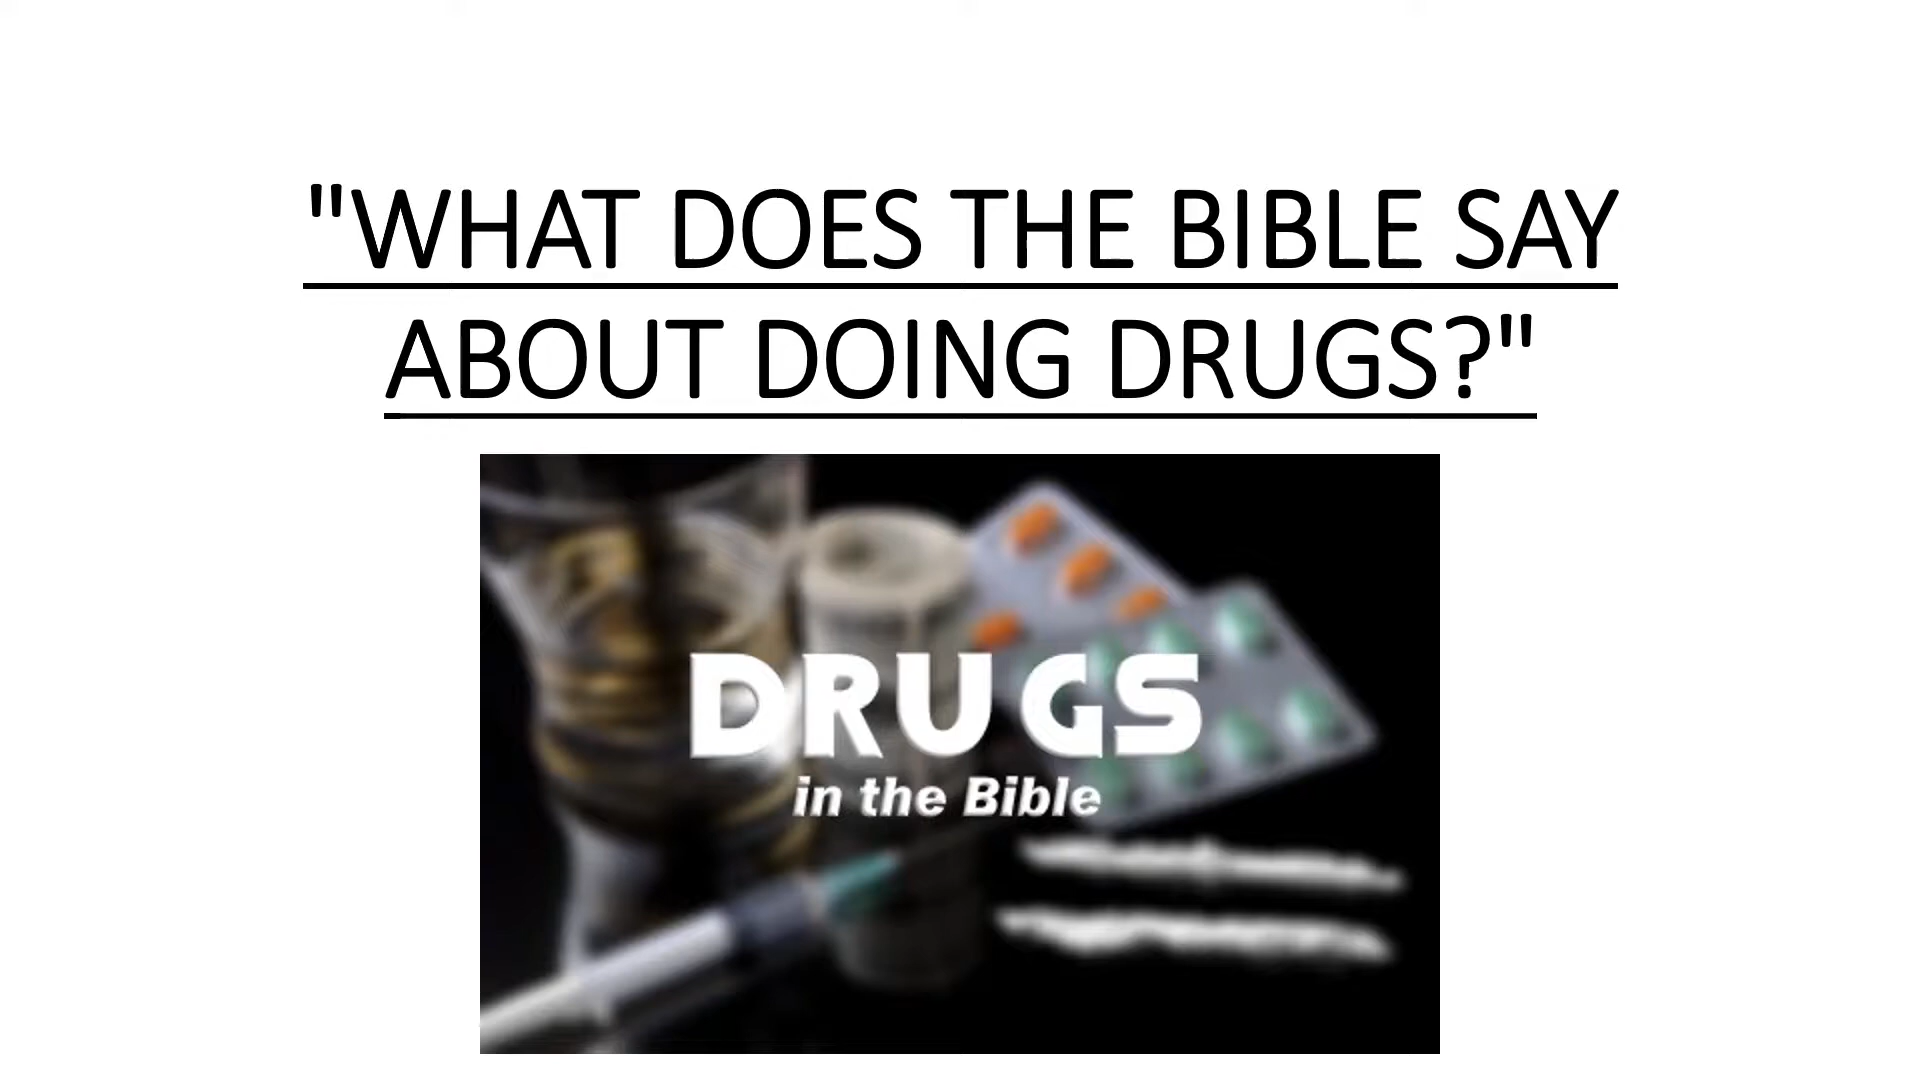 "WHAT DOES THE BIBLE SAY
ABOUT DOING DRUGS?"
DRUGS
in the Bible